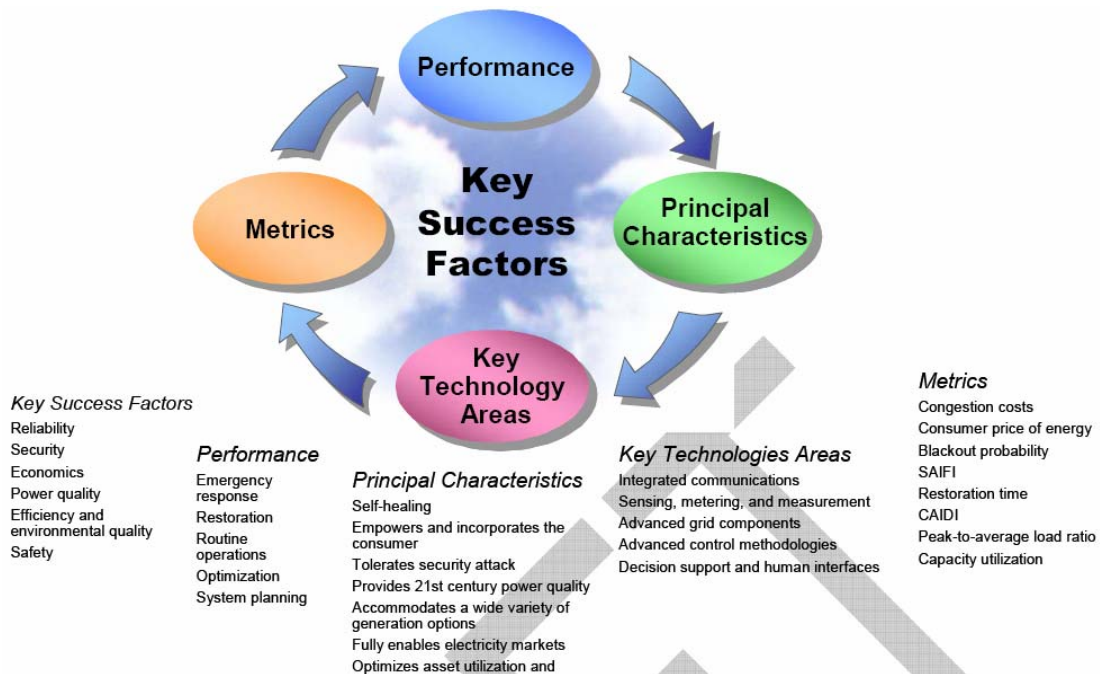 Performance
Key
Success
Factors
Metrics
Principal
Characteristics
Key
Technology
Areas
Key Success Factors
Reliability
Security
Economics
Power quality
Efficiency and
environmental quality
Safety
Performance
Emergency
response
Restoration
Routine
operations
Optimization
System planning
Principal Characteristics
Self-healing
Empowers and incorporates the
consumer
Tolerates security attack
Provides 21st century power quality
Accommodates a wide variety of
generation options
Fully enables electricity markets
Optimizes asset utilization and
Key Technologies Areas
Integrated communications
Sensing, metering, and measurement
Advanced grid components
Advanced control methodologies
Decision support and human interfaces
Metrics
Congestion costs
Consumer price of energy
Blackout probability
SAIFI
Restoration time
CAIDI
Peak-to-average load ratio
Capacity utilization